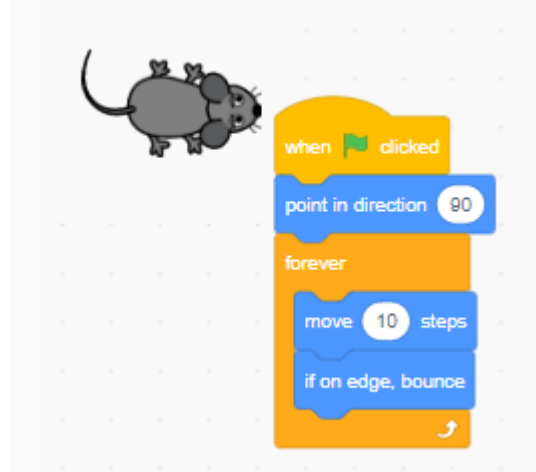 when clicked
point in direction 90
forever
move 10 steps
if on edge, bounce